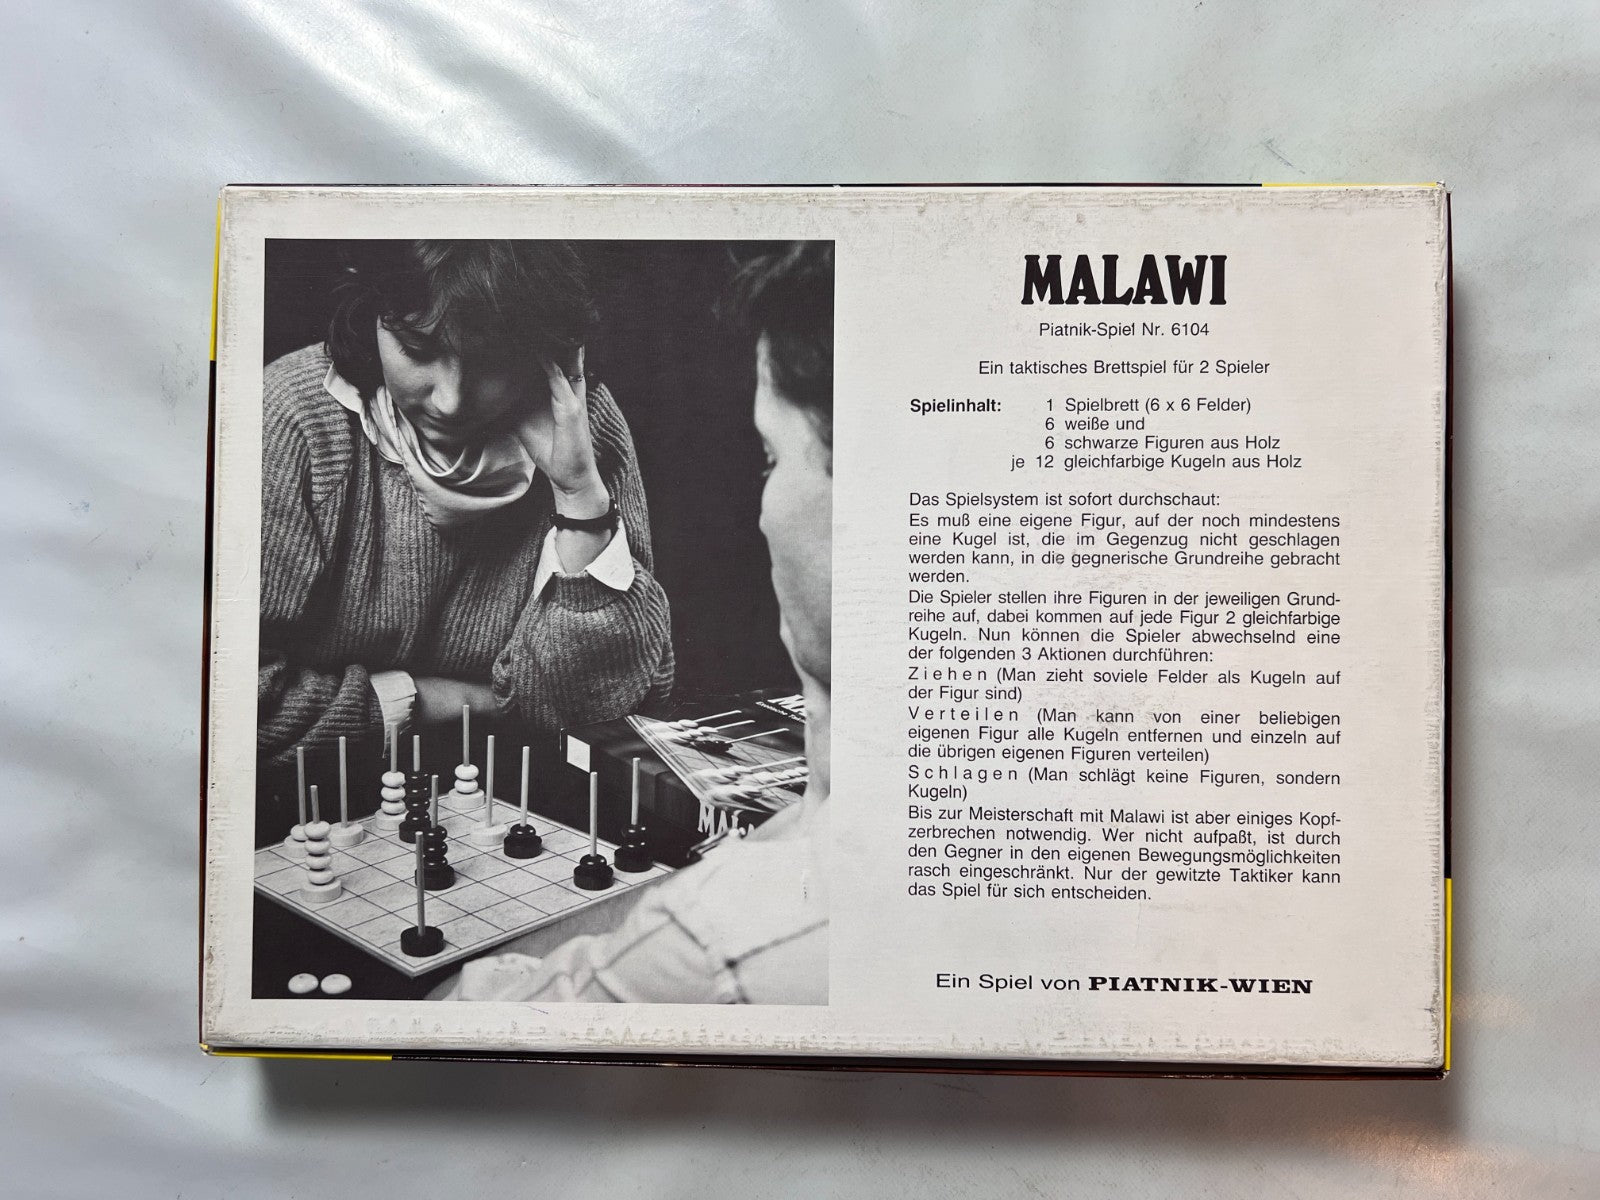 MALAWI
Piatnik-Spiel Nr. 6104
Ein taktisches Brettspiel für 2 Spieler
Spielinhalt: 1 Spielbrett (6 x 6 Felder)
6 weiße und
6 schwarze Figuren aus Holz
je 12 gleichfarbige Kugeln aus Holz
Das Spielsystem ist sofort durchschaut:
Es muß eine eigene Figur, auf der noch mindestens
eine Kugel ist, die im Gegenzug nicht geschlagen
werden kann, in die gegnerische Grundreihe gebracht
werden.
Die Spieler stellen ihre Figuren in der jeweiligen Grund-
reihe auf, dabei kommen auf jede Figur 2 gleichfarbige
Kugeln. Nun können die Spieler abwechselnd eine
der folgenden 3 Aktionen durchführen:
Ziehen (Man zieht soviele Felder als Kugeln auf
der Figur sind)
Verteilen (Man kann von einer beliebigen
eigenen Figur alle Kugeln entfernen und einzeln auf
die übrigen eigenen Figuren verteilen)
Schlagen (Man schlägt keine Figuren, sondern
Kugeln)
Bis zur Meisterschaft mit Malawi ist aber einiges Kopf-
zerbrechen notwendig. Wer nicht aufpaßt, ist durch
den Gegner in den eigenen Bewegungsmöglichkeiten
rasch eingeschränkt. Nur der gewitzte Taktiker kann
das Spiel für sich entscheiden.
Ein Spiel von PIATNIK-WIEN